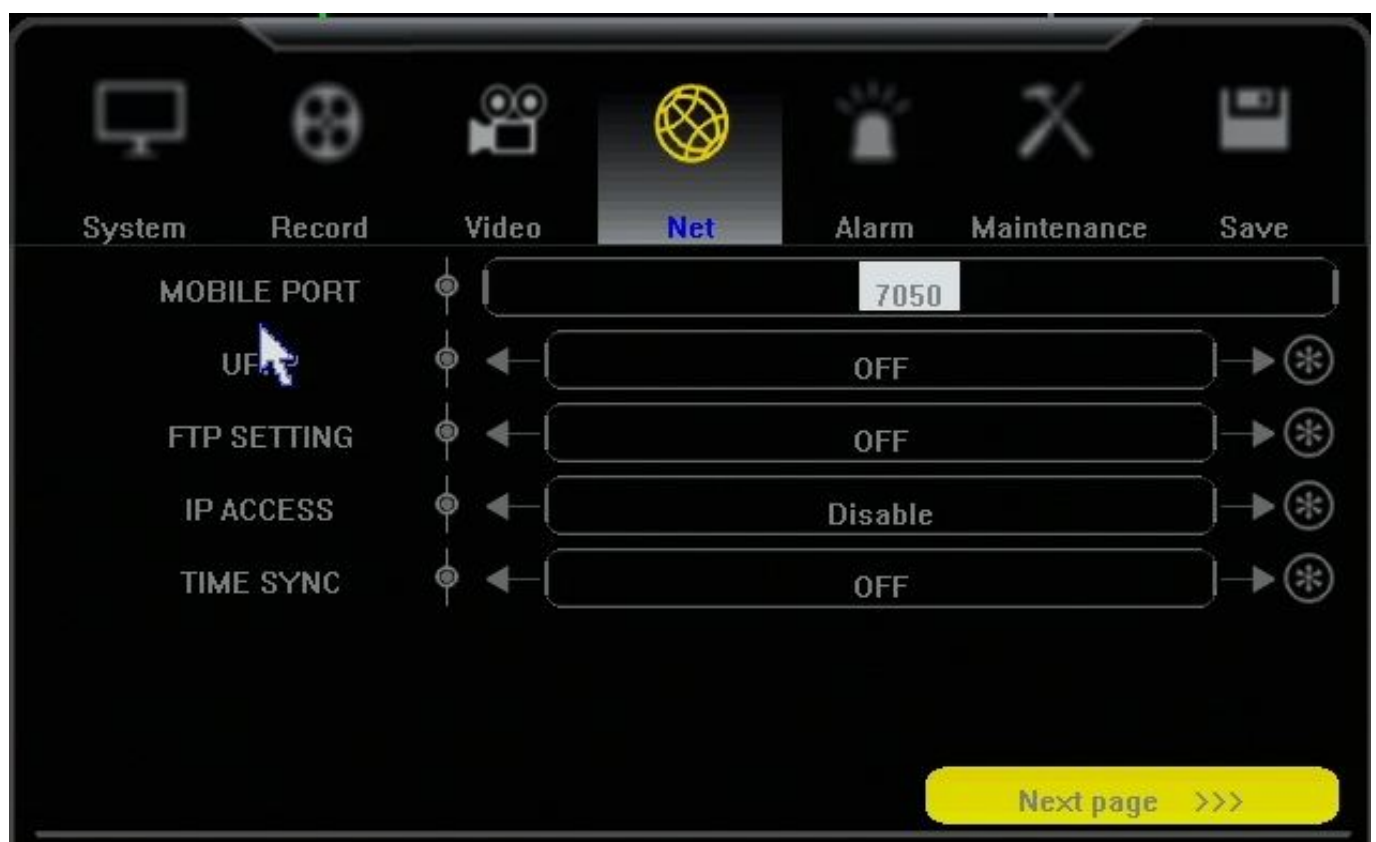 System Record Video Net Alarm Maintenance Save
MOBILE PORT 7050
OFF
FTP SETTING OFF
IP ACCESS Disable
TIME SYNC OFF
Next page >>>